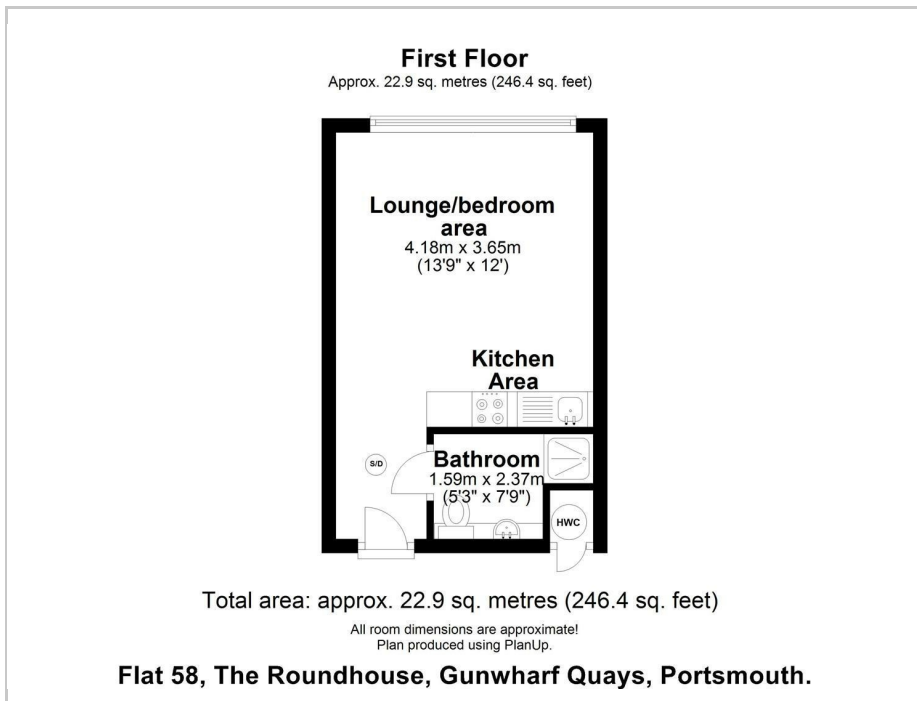 First Floor
Approx. 22.9 sq. metres (246.4 sq. feet)
Lounge/bedroom
area
4.18m x 3.65m
(13'9" x 12')
Kitchen
Area
S/D
Bathroom
1.59m x 2.37m
(5'3" x 7'9")
HWC
Total area: approx. 22.9 sq. metres (246.4 sq. feet)
All room dimensions are approximate!
Plan produced using PlanUp.
Flat 58, The Roundhouse, Gunwharf Quays, Portsmouth.